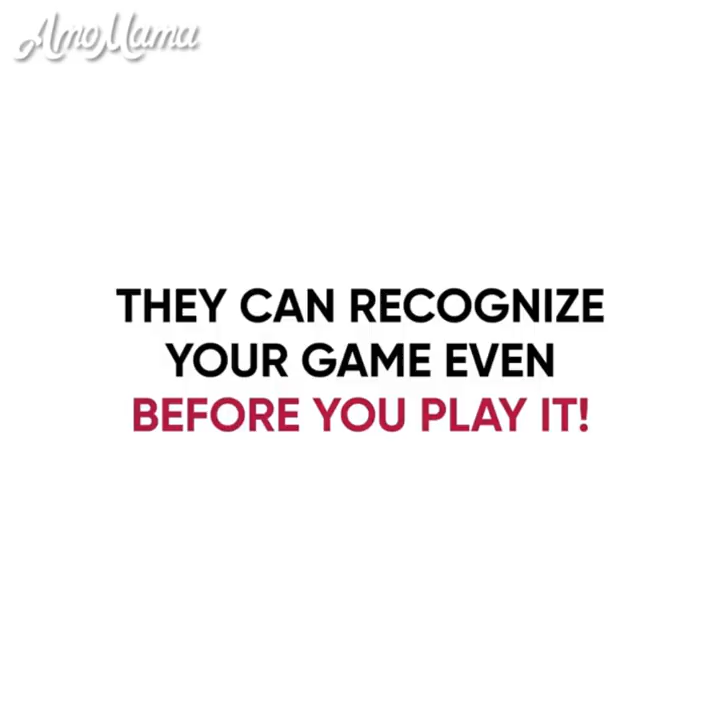 AmoMama
THEY CAN RECOGNIZE
YOUR GAME EVEN
BEFORE YOU PLAY IT!